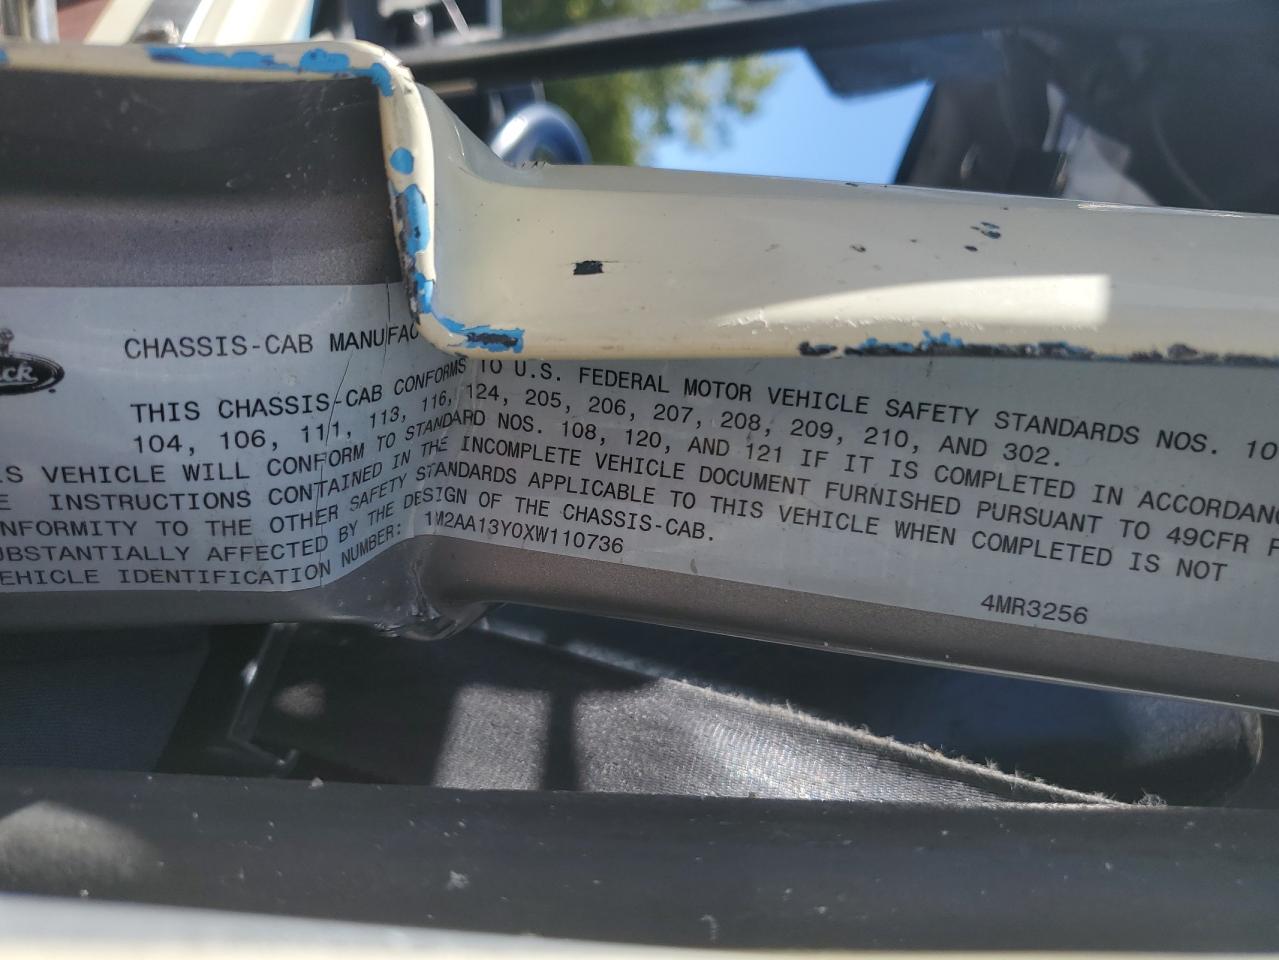 CHASSIS-CAB MANUFAC
ck
THIS CHASSIS-CAB CONFORMS TO U.S. FEDERAL MOTOR VEHICLE SAFETY STANDARDS NOS. 10
104, 106, 111, 113, 116, 124, 205, 206, 207, 208, 209, 210, AND 302.
IS VEHICLE WILL CONFORM TO STANDARD NOS. 108, 120, AND 121 IF IT IS COMPLETED IN ACCORDANC
E INSTRUCTIONS CONTAINED IN THE INCOMPLETE VEHICLE DOCUMENT FURNISHED PURSUANT TO 49CFR P
ONFORMITY TO THE OTHER SAFETY STANDARDS APPLICABLE TO THIS VEHICLE WHEN COMPLETED IS NOT
UBSTANTIALLY AFFECTED BY THE DESIGN OF THE CHASSIS-CAB.
EHICLE IDENTIFICATION NUMBER: 1M2AA13Y0XW110736
4MR3256